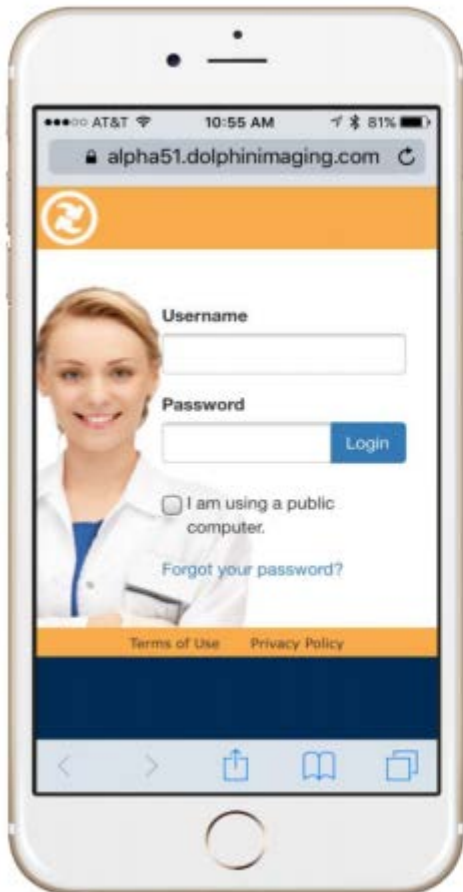 AT&T 10:55 AM 81%
alpha51.dolphinimaging.com
Username
Password
Login
I am using a public
computer.
Forgot your password?
Terms of Use Privacy Policy